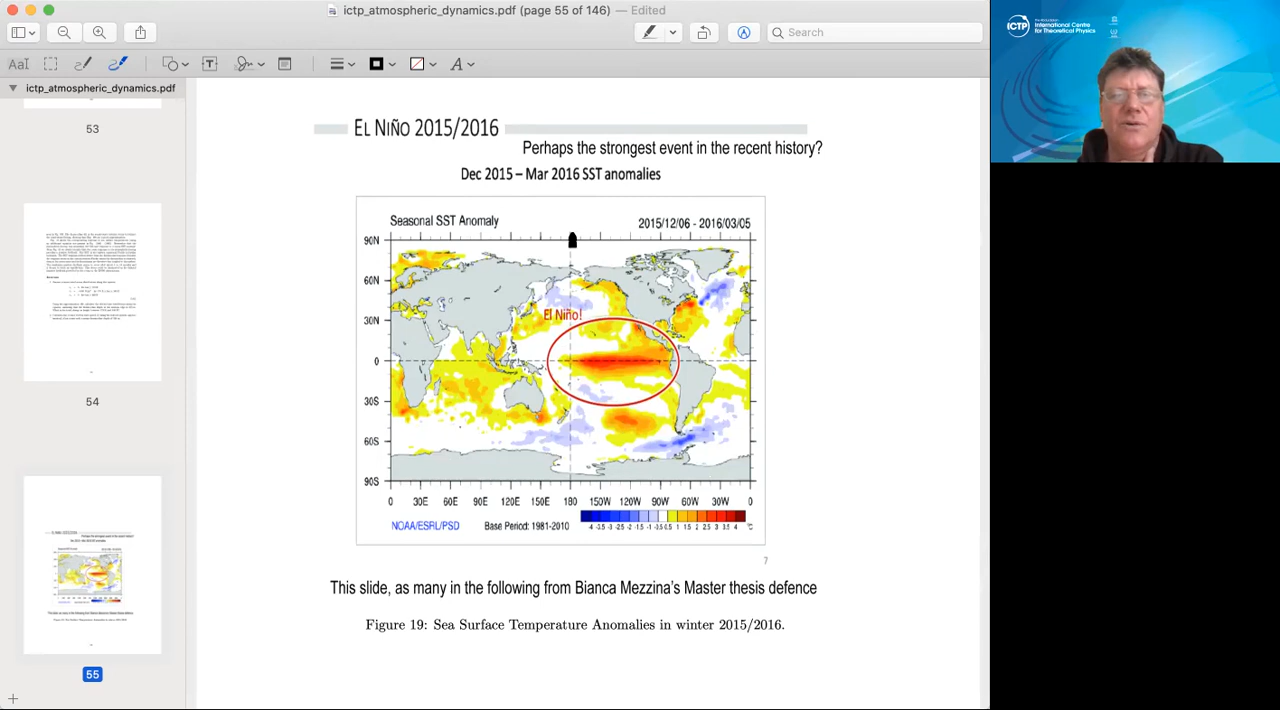 ictp_atmospheric_dynamics.pdf (page 55 of 146) — Edited
Search
ictp_atmospheric_dynamics.pdf
53
54
55
EL NIÑO 2015/2016
Perhaps the strongest event in the recent history?
Dec 2015 – Mar 2016 SST anomalies
Seasonal SST Anomaly
2015/12/06 - 2016/03/05
90N
60N
30N
0
30S
60S
90S
El Niño!
0 30E 60E 90E 120E 150E 180 150W 120W 90W 60W 30W 0
NOAA/ESRL/PSD
Base Period: 1981-2010
7
This slide, as many in the following from Bianca Mezzina's Master thesis defence
Figure 19: Sea Surface Temperature Anomalies in winter 2015/2016.
ICTP
International Centre
for Theoretical Physics